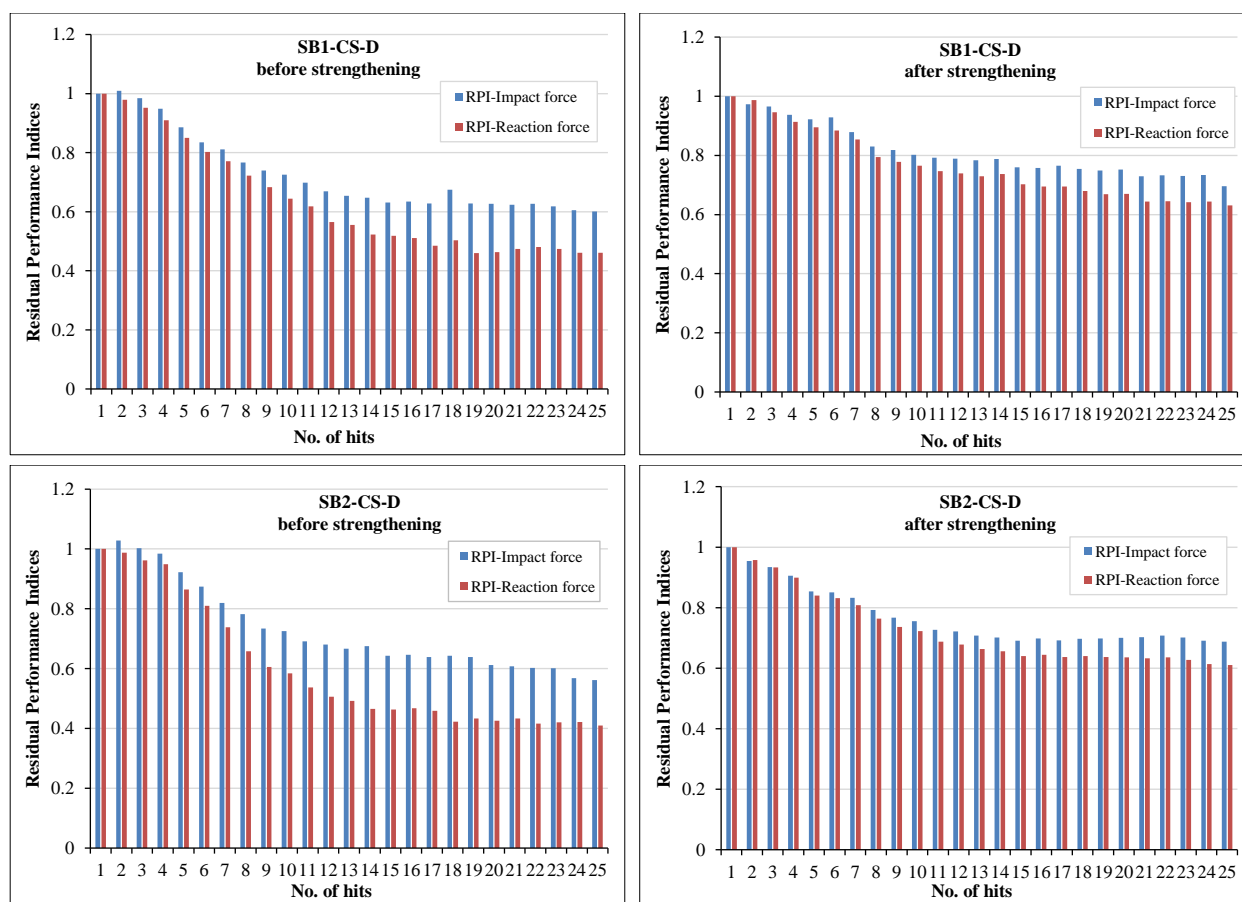 SB1-CS-D
before strengthening
RPI-Impact force
RPI-Reaction force
Residual Performance Indices
1.2
1
0.8
0.6
0.4
0.2
0
1 2 3 4 5 6 7 8 9 10 11 12 13 14 15 16 17 18 19 20 21 22 23 24 25
No. of hits
SB1-CS-D
after strengthening
RPI-Impact force
RPI-Reaction force
Residual Performance Indices
1.2
1
0.8
0.6
0.4
0.2
0
1 2 3 4 5 6 7 8 9 10 11 12 13 14 15 16 17 18 19 20 21 22 23 24 25
No. of hits
SB2-CS-D
before strengthening
RPI-Impact force
RPI-Reaction force
Residual Performance Indices
1.2
1
0.8
0.6
0.4
0.2
0
1 2 3 4 5 6 7 8 9 10 11 12 13 14 15 16 17 18 19 20 21 22 23 24 25
No. of hits
SB2-CS-D
after strengthening
RPI-Impact force
RPI-Reaction force
Residual Performance Indices
1.2
1
0.8
0.6
0.4
0.2
0
1 2 3 4 5 6 7 8 9 10 11 12 13 14 15 16 17 18 19 20 21 22 23 24 25
No. of hits